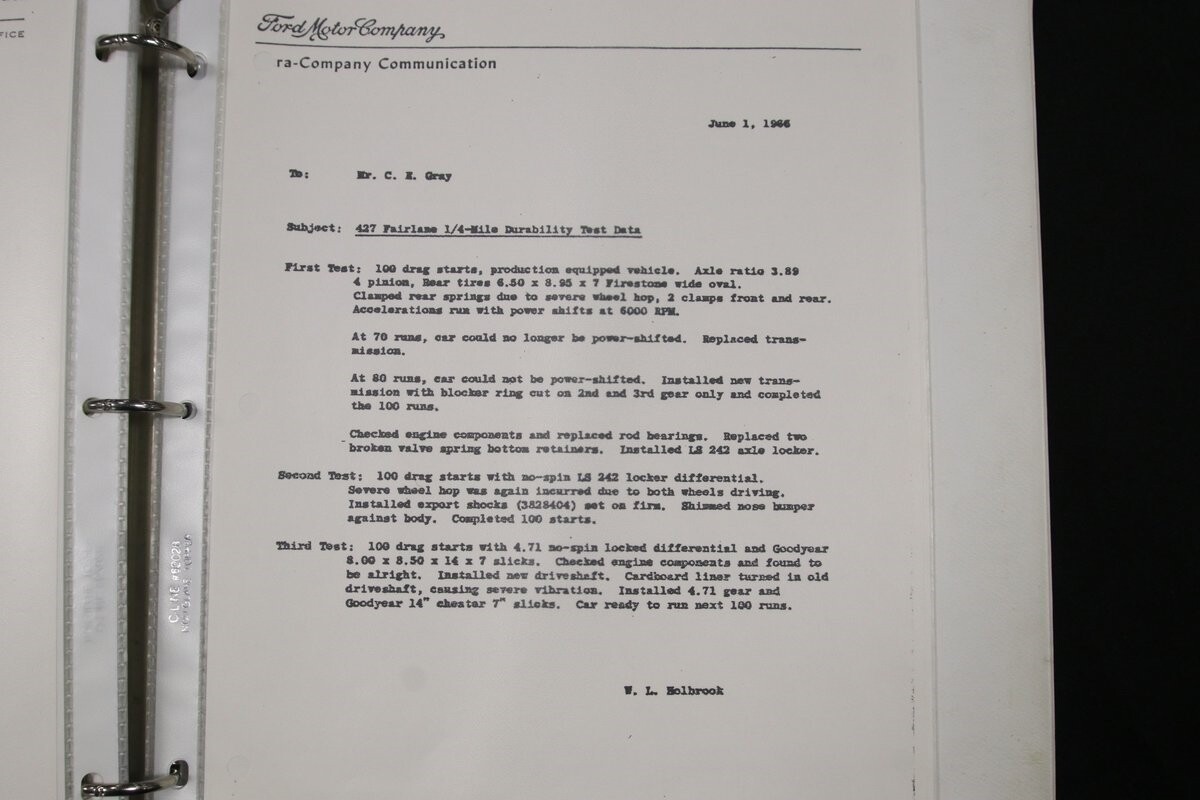 FICE
Ford Motor Company,
ra-Company Communication
June 1, 1966
To: Mr. C. E. Gray
Subject: 427 Fairlane 1/4-Mile Durability Test Data
First Test: 100 drag starts, production equipped vehicle. Axle ratio 3.89
4 pinion, Rear tires 6.50 x 8.95 x 7 Firestone wide oval.
Clamped rear springs due to severe wheel hop, 2 clamps front and rear.
Accelerations run with power shifts at 6000 RPM.
At 70 runs, car could no longer be power-shifted. Replaced trans-
mission.
At 80 runs, car could not be power-shifted. Installed new trans-
mission with blocker ring cut on 2nd and 3rd gear only and completed
the 100 runs.
Checked engine components and replaced rod bearings. Replaced two
broken valve spring bottom retainers. Installed LS 242 axle locker.
Second Test: 100 drag starts with no-spin LS 242 locker differential.
Severe wheel hop was again incurred due to both wheels driving.
Installed export shocks (3828404) set on firm. Shimmed nose bumper
against body. Completed 100 starts.
Third Test: 100 drag starts with 4.71 no-spin locked differential and Goodyear
8.00 x 8.50 x 14 x 7 slicks. Checked engine components and found to
be alright. Installed new driveshaft. Cardboard liner turned in old
driveshaft, causing severe vibration. Installed 4.71 gear and
Goodyear 14" cheater 7" slicks. Car ready to run next 100 runs.
W. L. Holbrook
C-LINE #62028